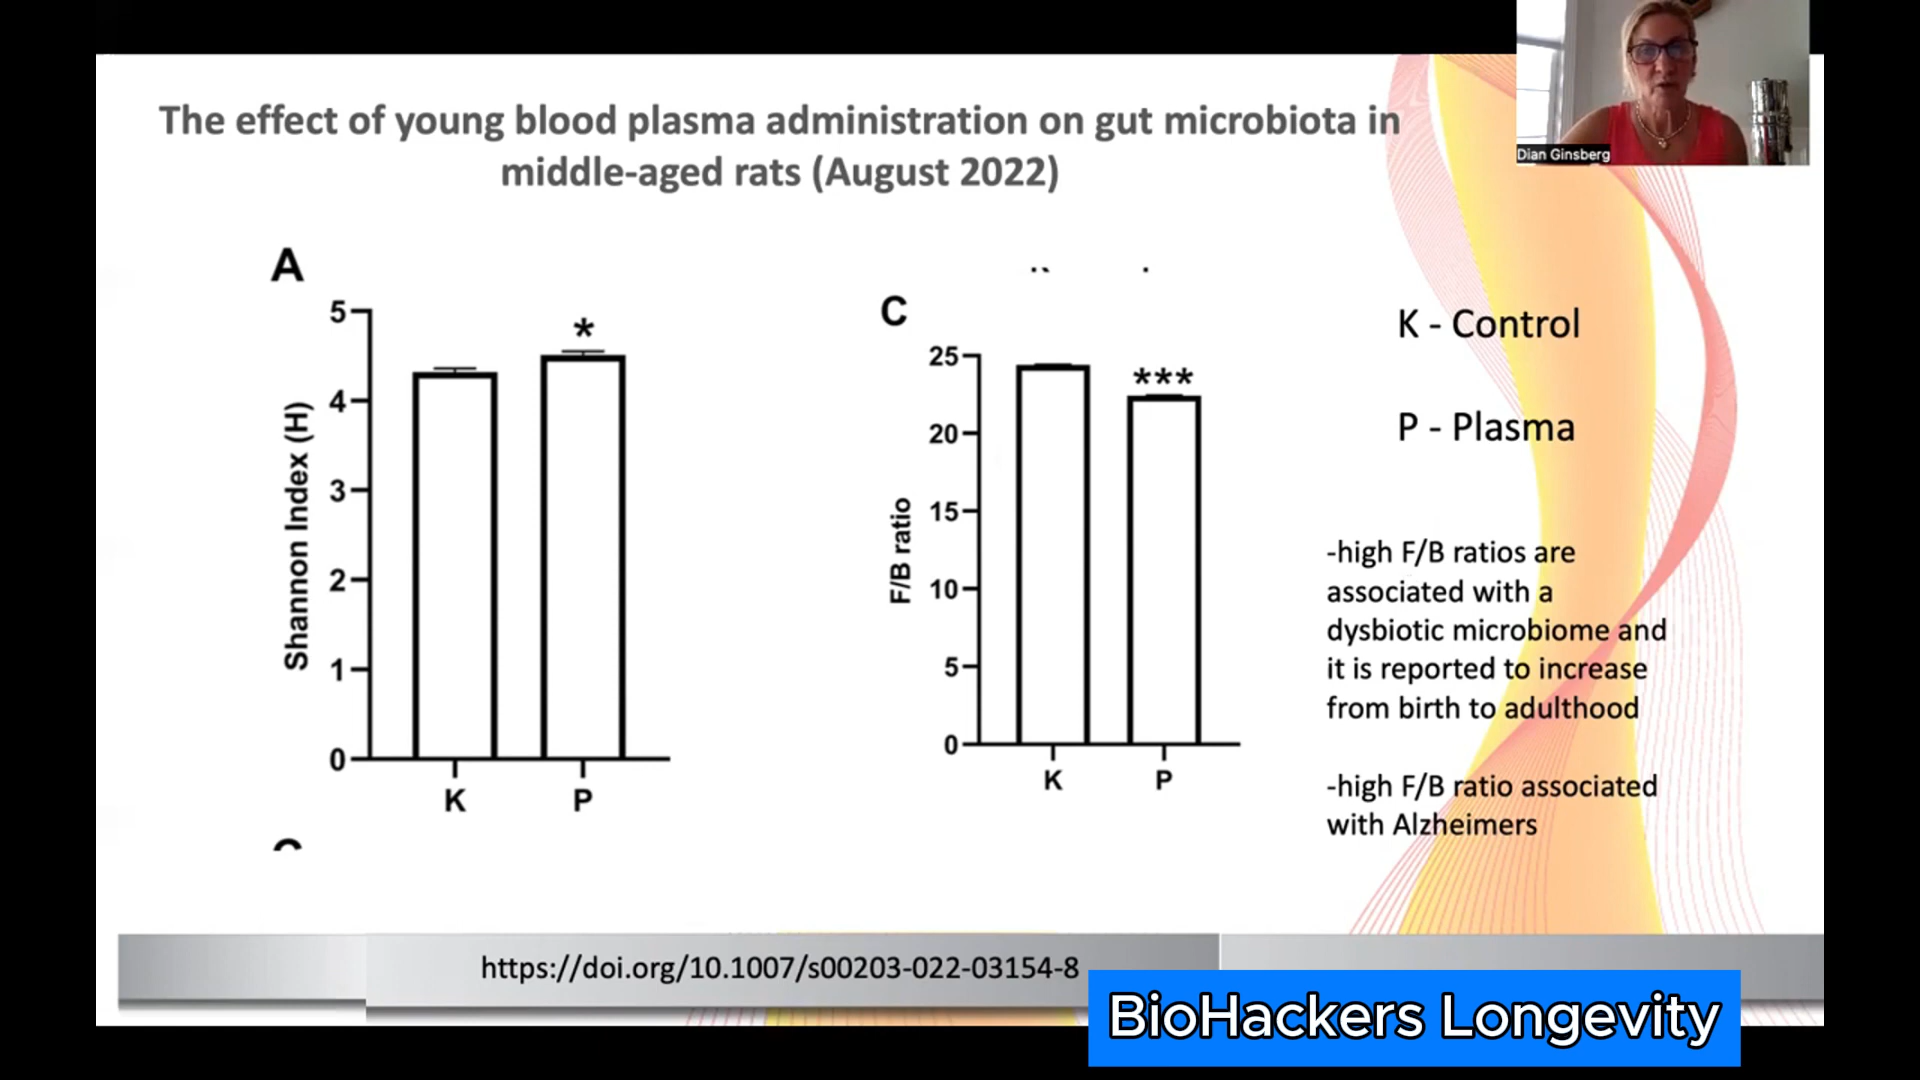 The effect of young blood plasma administration on gut microbiota in
middle-aged rats (August 2022)
Dian Ginsberg
A
5
4
3
2
1
0
Shannon Index (H)
*
K
P
C
25
20
15
10
5
0
F/B ratio
***
K
P
K - Control
P - Plasma
-high F/B ratios are
associated with a
dysbiotic microbiome and
it is reported to increase
from birth to adulthood
-high F/B ratio associated
with Alzheimers
https://doi.org/10.1007/s00203-022-03154-8
BioHackers Longevity